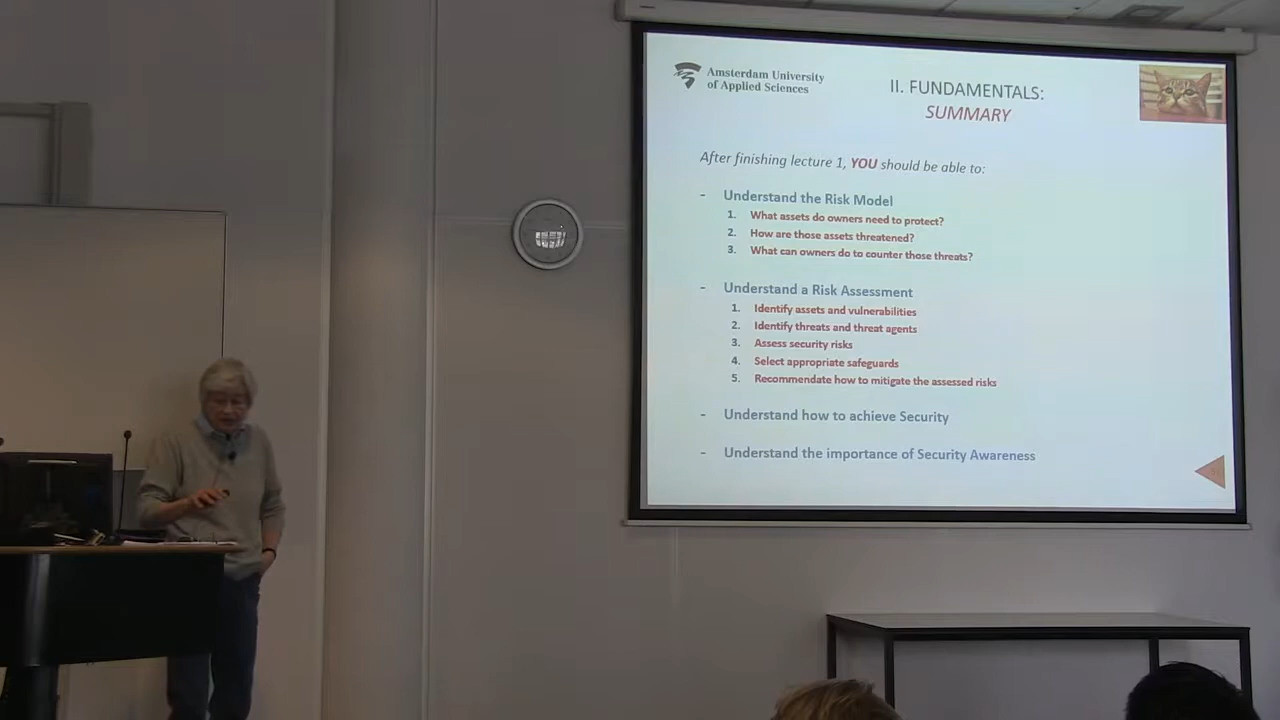 Amsterdam University
of Applied Sciences
II. FUNDAMENTALS:
SUMMARY
After finishing lecture 1, YOU should be able to:
- Understand the Risk Model
1. What assets do owners need to protect?
2. How are those assets threatened?
3. What can owners do to counter those threats?
- Understand a Risk Assessment
1. Identify assets and vulnerabilities
2. Identify threats and threat agents
3. Assess security risks
4. Select appropriate safeguards
5. Recommendate how to mitigate the assessed risks
- Understand how to achieve Security
- Understand the importance of Security Awareness